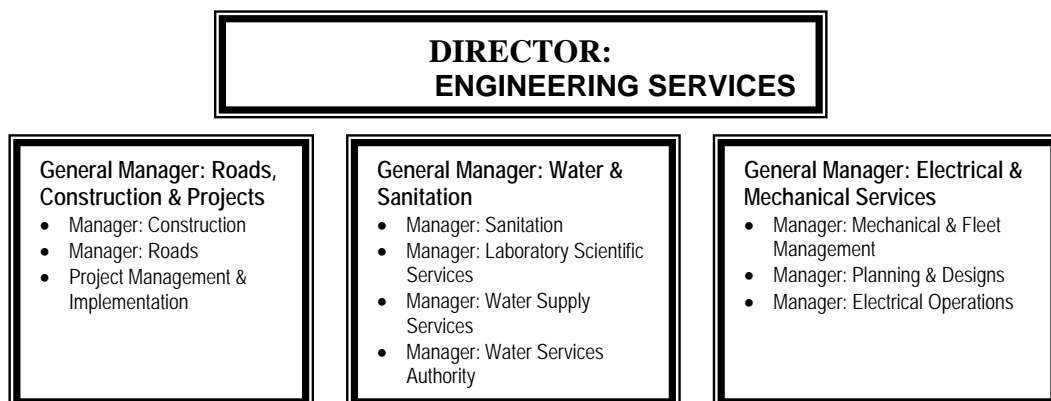 DIRECTOR:
ENGINEERING SERVICES
General Manager: Roads,
Construction & Projects
• Manager: Construction
• Manager: Roads
• Project Management &
Implementation
General Manager: Water &
Sanitation
• Manager: Sanitation
• Manager: Laboratory Scientific
Services
• Manager: Water Supply
Services
• Manager: Water Services
Authority
General Manager: Electrical &
Mechanical Services
• Manager: Mechanical & Fleet
Management
• Manager: Planning & Designs
• Manager: Electrical Operations